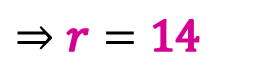 ⇒ r = 14